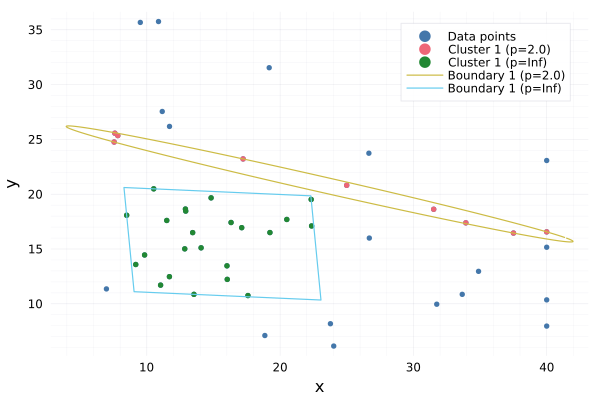 35
30
25
20
15
10
y
10
20
30
40
x
Data points
Cluster 1 (p=2.0)
Cluster 1 (p=Inf)
Boundary 1 (p=2.0)
Boundary 1 (p=Inf)